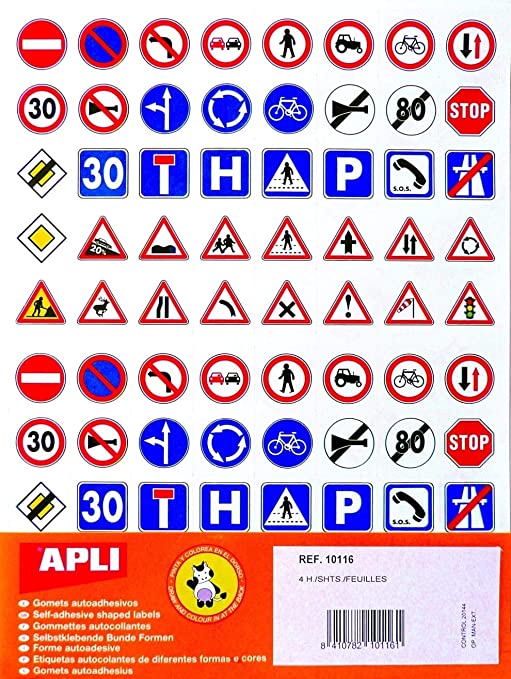 30 80 STOP
30 T H P S.O.S.
20%
!
30 80 STOP
30 T H P S.O.S.
APLI
PINTA Y COLOREA EN EL DORSO
DRAW AND COLOUR IN AT THE BACK
Gomets autoadhesivos
Self-adhesive shaped labels
Gommettes autocollantes
Selbstklebende Bunde Formen
Forme autoadesive
Etiquetas autocolantes de diferentes formas e cores
Gomets autoadhesius
REF. 10116
4 H./SHTS./FEUILLES
8 410782 101161
CONTROL 20144
OP. MAN EXT